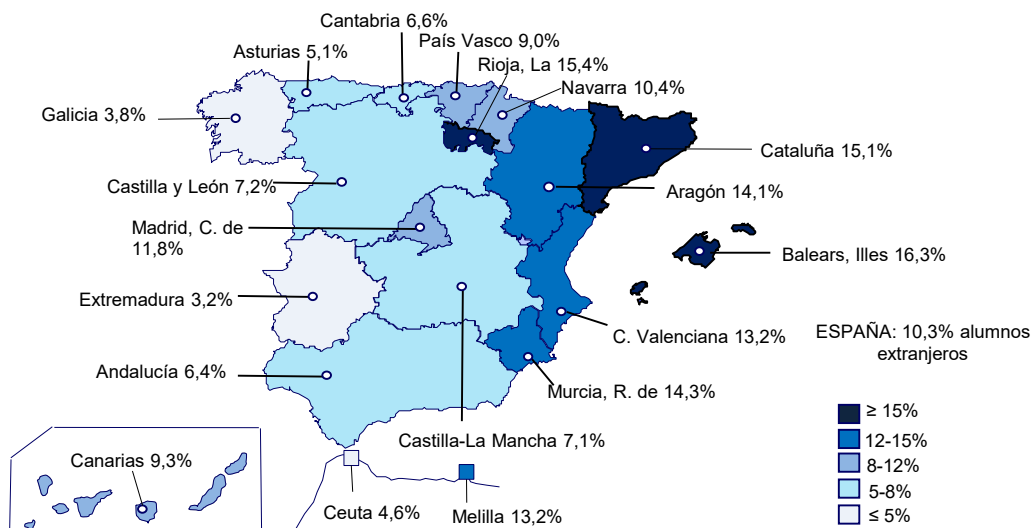 Cantabria 6,6%
País Vasco 9,0%
Asturias 5,1%
Rioja, La 15,4%
Navarra 10,4%
Galicia 3,8%
Cataluña 15,1%
Castilla y León 7,2%
Aragón 14,1%
Madrid, C. de
11,8%
Balears, Illes 16,3%
Extremadura 3,2%
C. Valenciana 13,2%
ESPAÑA: 10,3% alumnos
extranjeros
Andalucía 6,4%
Murcia, R. de 14,3%
≥ 15%
Castilla-La Mancha 7,1%
12-15%
Canarias 9,3%
8-12%
5-8%
Ceuta 4,6%
Melilla 13,2%
≤ 5%